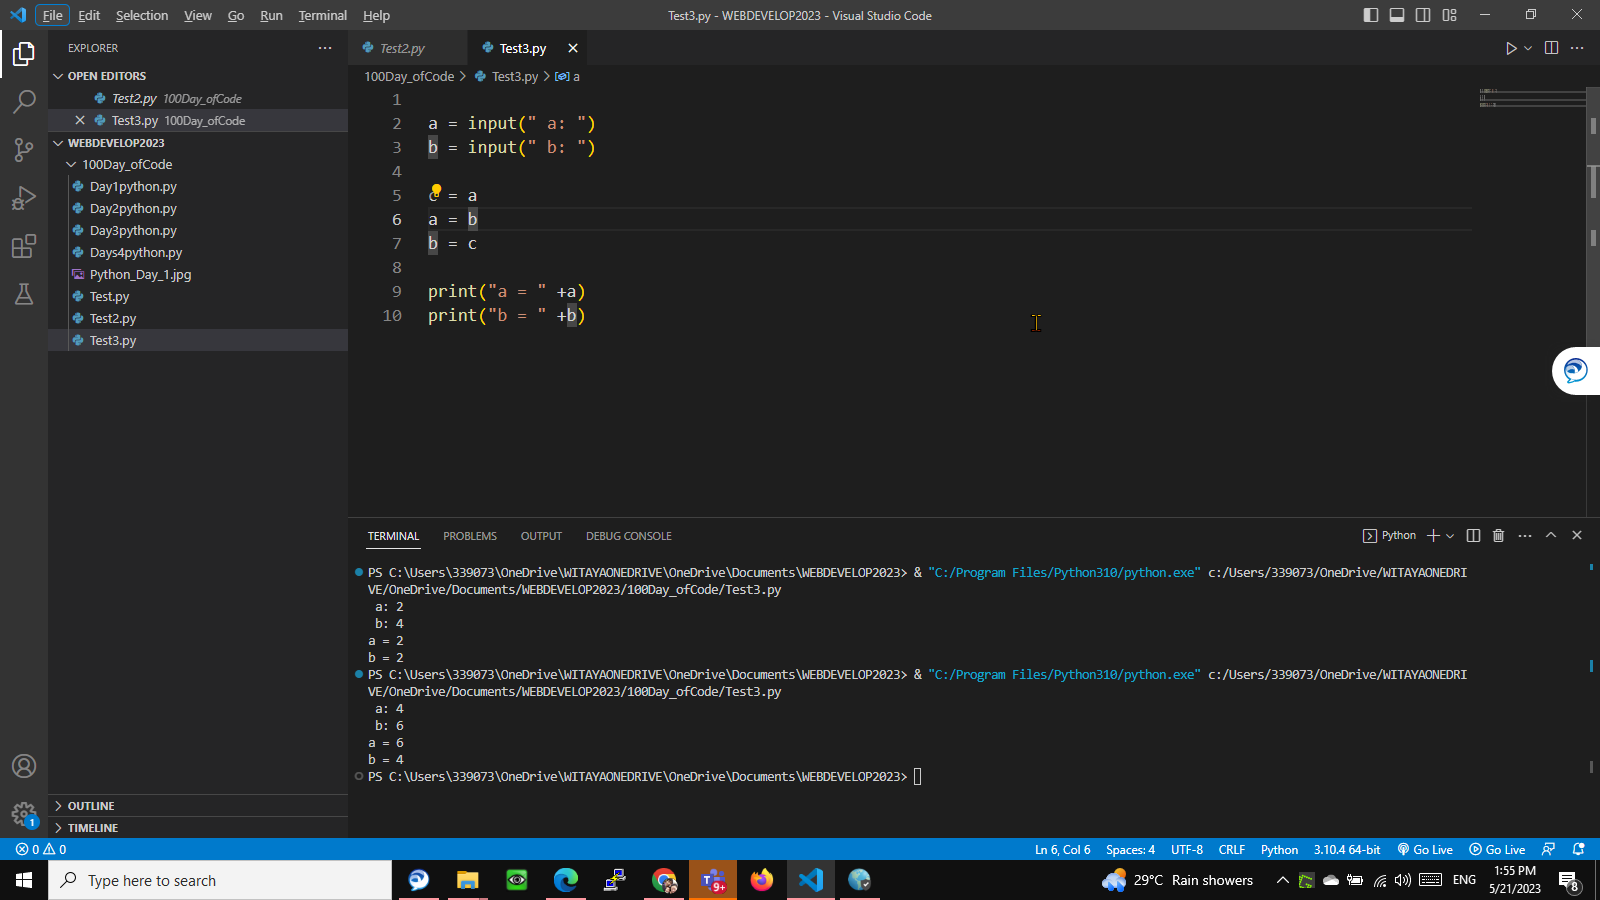 File Edit Selection View Go Run Terminal Help
Test3.py - WEBDEVELOP2023 - Visual Studio Code
EXPLORER
OPEN EDITORS
Test2.py 100Day_ofCode
Test3.py 100Day_ofCode
WEBDEVELOP2023
100Day_ofCode
Day1python.py
Day2python.py
Day3python.py
Days4python.py
Python_Day_1.jpg
Test.py
Test2.py
Test3.py
OUTLINE
TIMELINE
Test2.py Test3.py
100Day_ofCode > Test3.py > a
1
2 a = input(" a: ")
3 b = input(" b: ")
4
5 c = a
6 a = b
7 b = c
8
9 print("a = " +a)
10 print("b = " +b)
TERMINAL PROBLEMS OUTPUT DEBUG CONSOLE
Python
PS C:\Users\339073\OneDrive\WITAYAONEDRIVE\OneDrive\Documents\WEBDEVELOP2023> & "C:/Program Files/Python310/python.exe" c:/Users/339073/OneDrive/WITAYAONEDRI
VE/OneDrive/Documents/WEBDEVELOP2023/100Day_ofCode/Test3.py
a: 2
b: 4
a = 2
b = 2
PS C:\Users\339073\OneDrive\WITAYAONEDRIVE\OneDrive\Documents\WEBDEVELOP2023> & "C:/Program Files/Python310/python.exe" c:/Users/339073/OneDrive/WITAYAONEDRI
VE/OneDrive/Documents/WEBDEVELOP2023/100Day_ofCode/Test3.py
a: 4
b: 6
a = 6
b = 4
PS C:\Users\339073\OneDrive\WITAYAONEDRIVE\OneDrive\Documents\WEBDEVELOP2023>
1
0 0
Ln 6, Col 6 Spaces: 4 UTF-8 CRLF Python 3.10.4 64-bit Go Live Go Live
Type here to search
9+
29°C Rain showers
ENG
1:55 PM
5/21/2023
8